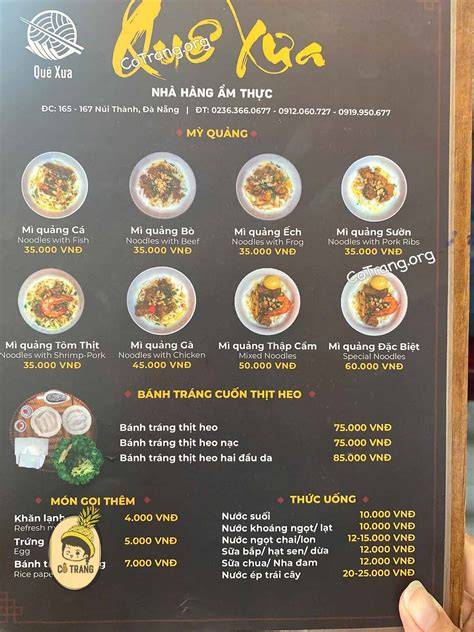 Quê Xưa
CoTrang.org
Quê Xưa
NHÀ HÀNG ẨM THỰC
ĐC: 165 - 167 Núi Thành, Đà Nẵng | ĐT: 0236.366.0677 - 0912.060.727 - 0919.950.677
MỲ QUẢNG
Mì quảng Cá Mì quảng Bò Mì quảng Ếch Mì quảng Sườn
Noodles with Fish Noodles with Beef Noodles with Frog Noodles with Pork Ribs
35.000 VNĐ 35.000 VNĐ 35.000 VNĐ 35.000 VNĐ
CoTrang.org
Mì quảng Tôm Thịt Mì quảng Gà Mì quảng Thập Cẩm Mì quảng Đặc Biệt
Noodles with Shrimp-Pork Noodles with Chicken Mixed Noodles Special Noodles
35.000 VNĐ 45.000 VNĐ 50.000 VNĐ 60.000 VNĐ
BÁNH TRÁNG CUỐN THỊT HEO
Bánh tráng thịt heo 75.000 VNĐ
Bánh tráng thịt heo nạc 75.000 VNĐ
Bánh tráng thịt heo hai đầu da 85.000 VNĐ
MÓN GỌI THÊM
Khăn lạnh 4.000 VNĐ
Refresh
Trứng 5.000 VNĐ
Egg
Bánh 7.000 VNĐ
Rice pape
CÔ TRANG
THỨC UỐNG
Nước suối 10.000 VNĐ
Nước khoáng ngọt/ lạt 10.000 VNĐ
Nước ngọt chai/lon 12-15.000 VNĐ
Sữa bắp/ hạt sen/ dừa 12.000 VNĐ
Sữa chua/ Nha đam 12.000 VNĐ
Nước ép trái cây 20-25.000 VNĐ